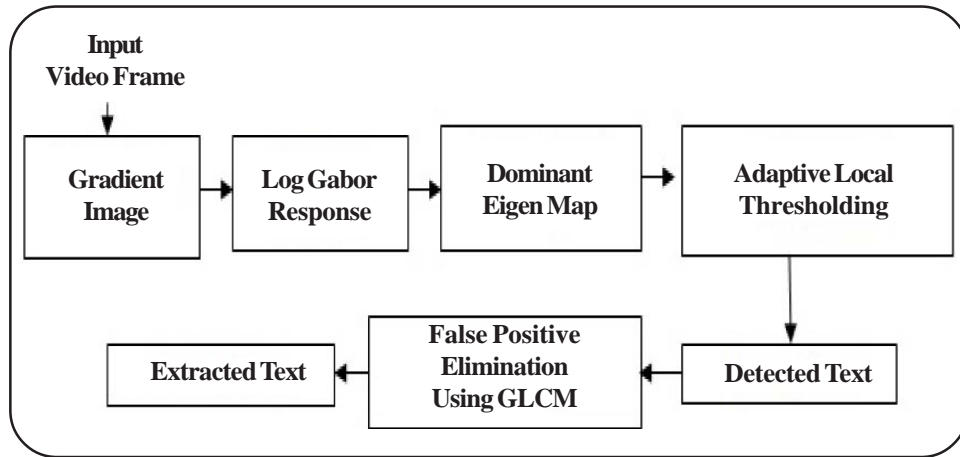 Input
Video Frame
Gradient
Image
Log Gabor
Response
Dominant
Eigen Map
Adaptive Local
Thresholding
Detected Text
False Positive
Elimination
Using GLCM
Extracted Text